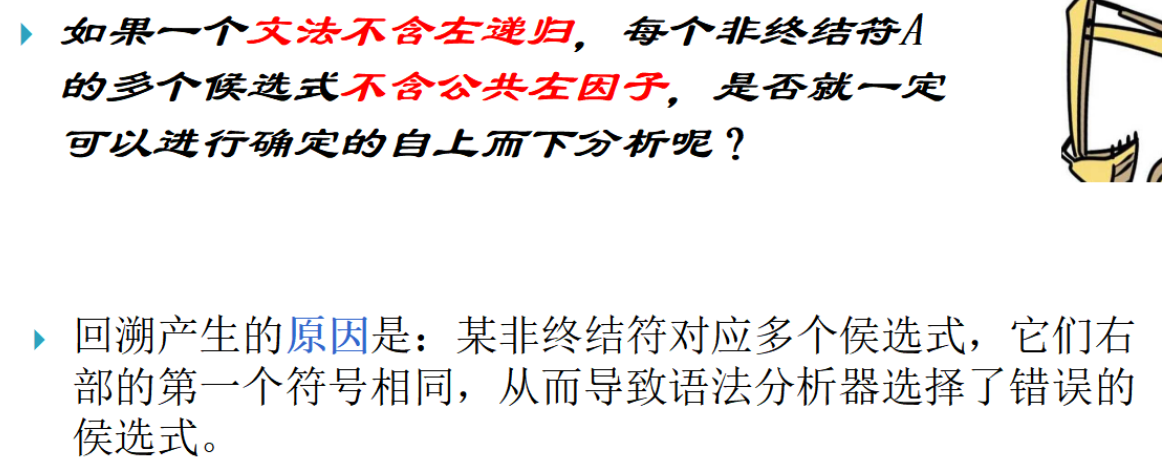 如果一个文法不含左递归，每个非终结符A
的多个候选式不含公共左因子，是否就一定
可以进行确定的自上而下分析呢？
回溯产生的原因是：某非终结符对应多个侯选式，它们右
部的第一个符号相同，从而导致语法分析器选择了错误的
侯选式。